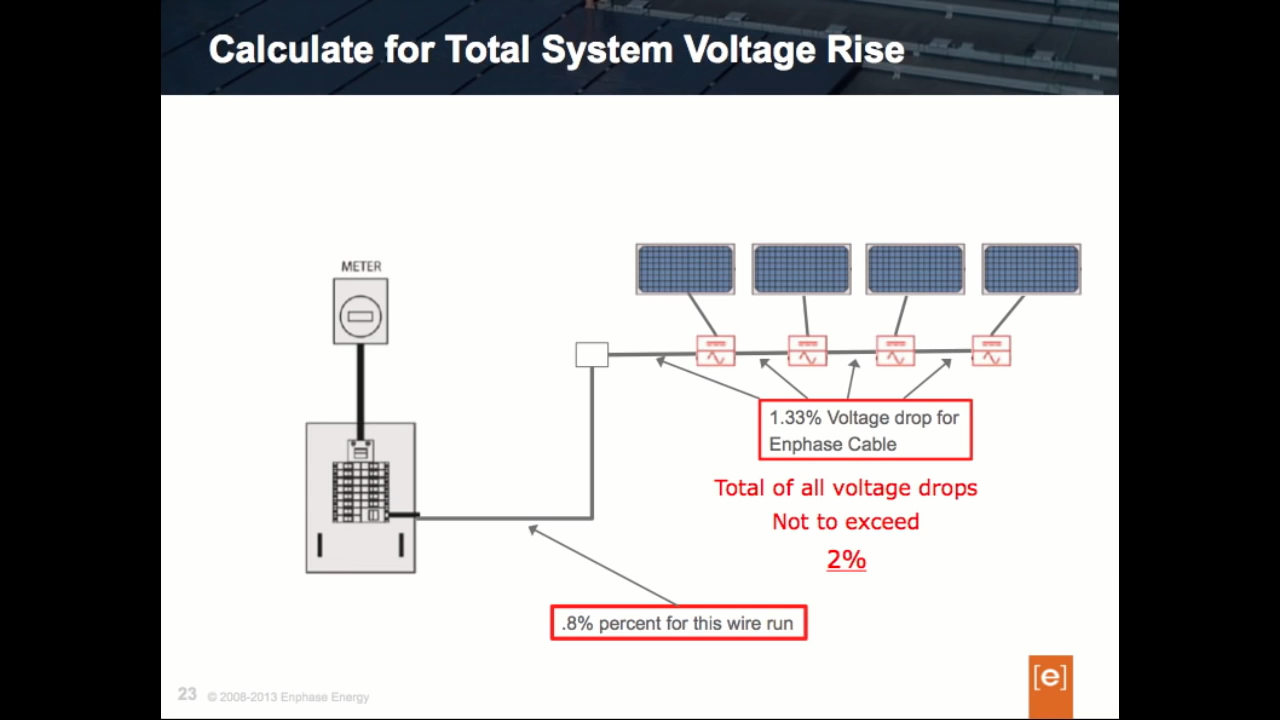 Calculate for Total System Voltage Rise
METER
1.33% Voltage drop for
Enphase Cable
Total of all voltage drops
Not to exceed
2%
.8% percent for this wire run
23 © 2008-2013 Enphase Energy
[e]